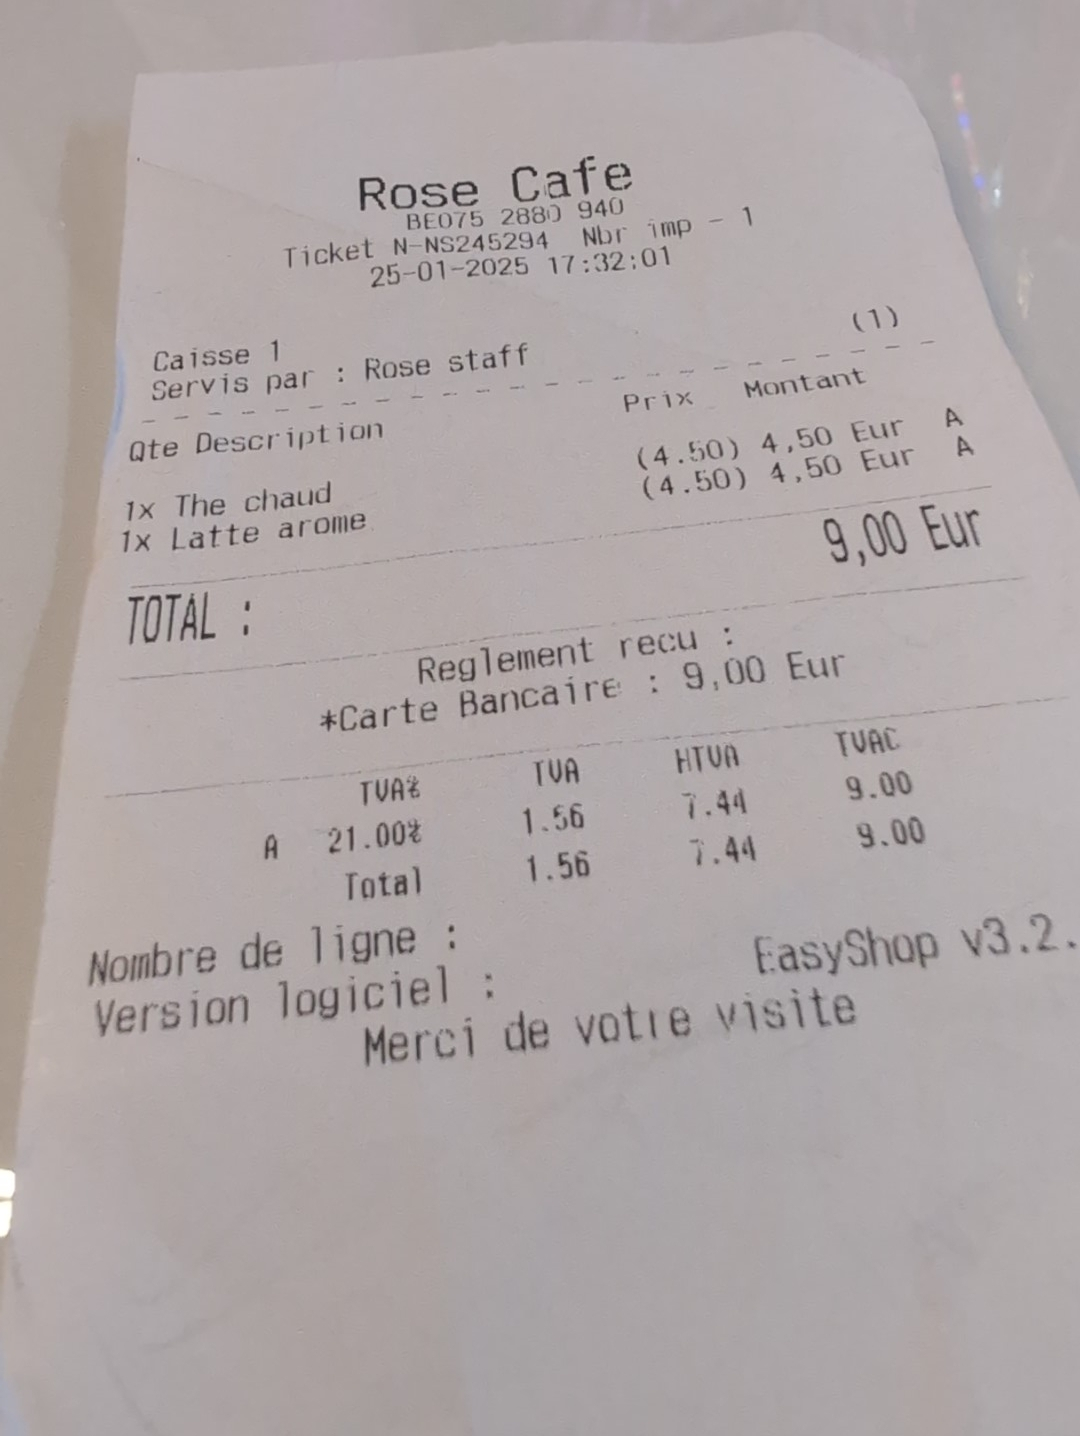 Rose Cafe
BE075 2880 940
Ticket N-NS245294 Nbr imp - 1
25-01-2025 17:32:01
(1)
Caisse 1
Servis par : Rose staff
Qte Description Prix Montant
1x The chaud (4.50) 4,50 Eur A
1x Latte arome (4.50) 4,50 Eur A
TOTAL : 9,00 Eur
Reglement recu :
*Carte Bancaire : 9,00 Eur
TVA% TVA HTVA TVAC
A 21.00% 1.56 7.44 9.00
Total 1.56 7.44 9.00
Nombre de ligne :
Version logiciel : EasyShop v3.2.
Merci de votre visite